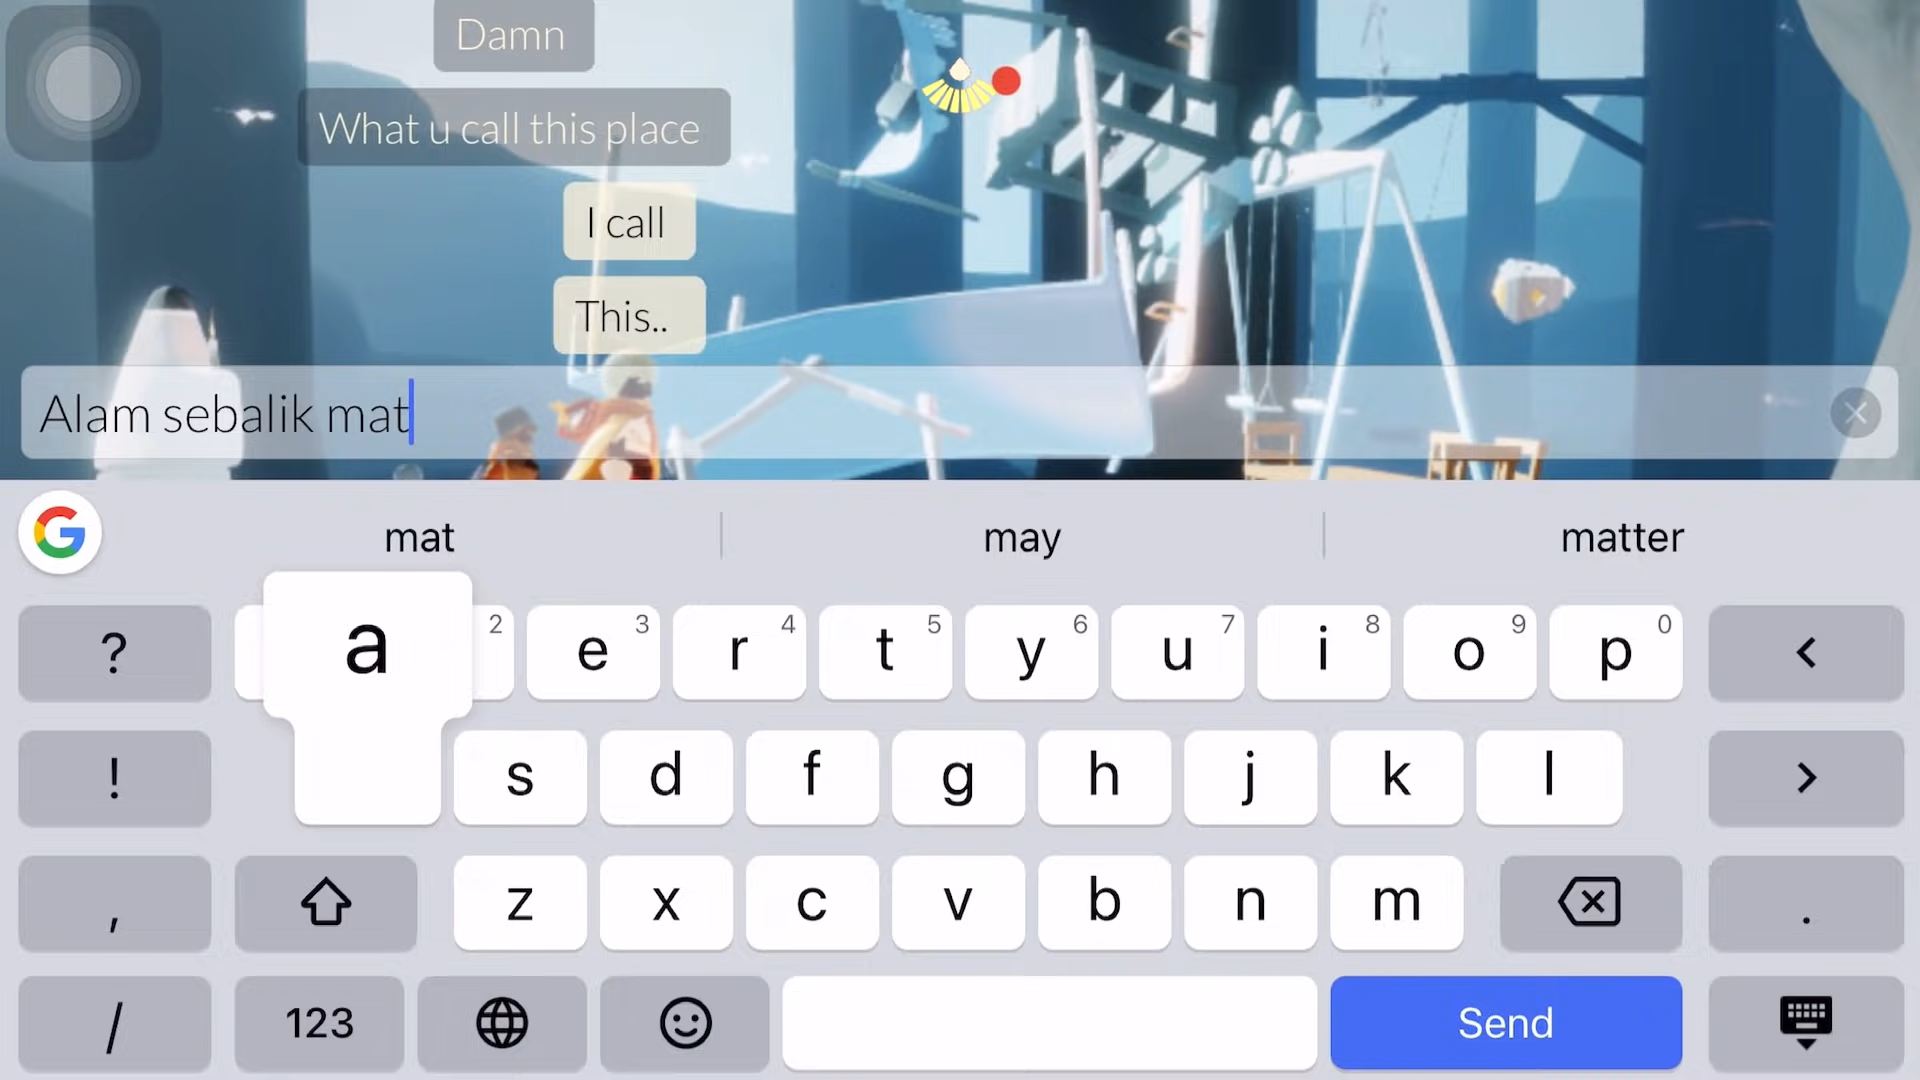 Damn
What u call this place
I call
This..
Alam sebalik mat
mat may matter
? a 2 e 3 r 4 t 5 y 6 u 7 i 8 o 9 p 0 <
! s d f g h j k l >
, z x c v b n m .
/ 123 Send